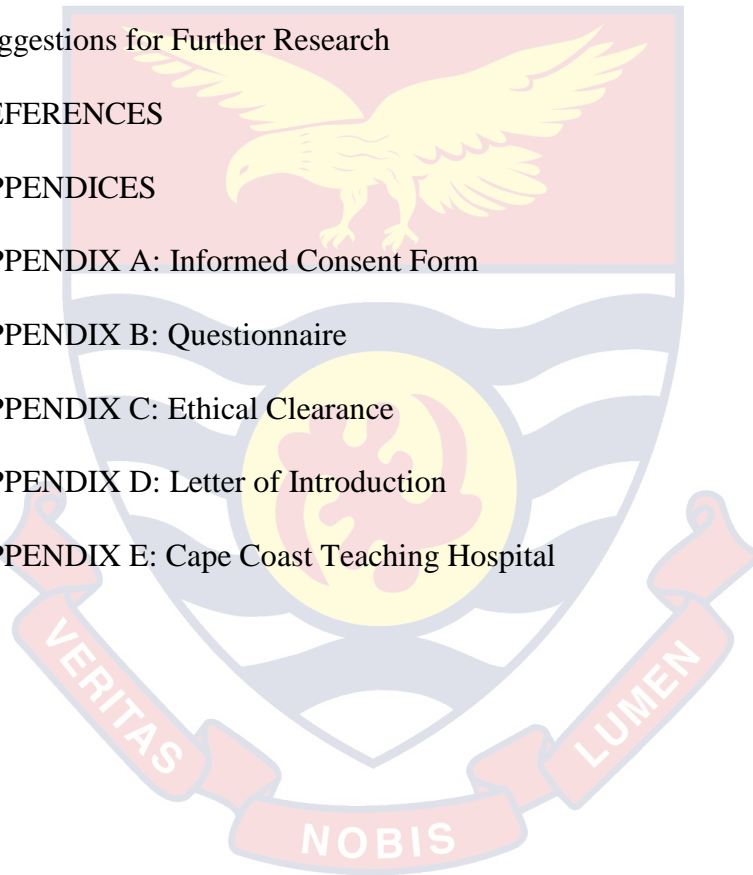 ggestions for Further Research
EFERENCES
PPENDICES
PPENDIX A: Informed Consent Form
PPENDIX B: Questionnaire
PPENDIX C: Ethical Clearance
PPENDIX D: Letter of Introduction
PPENDIX E: Cape Coast Teaching Hospital
VERITAS
NOBIS
LUMEN